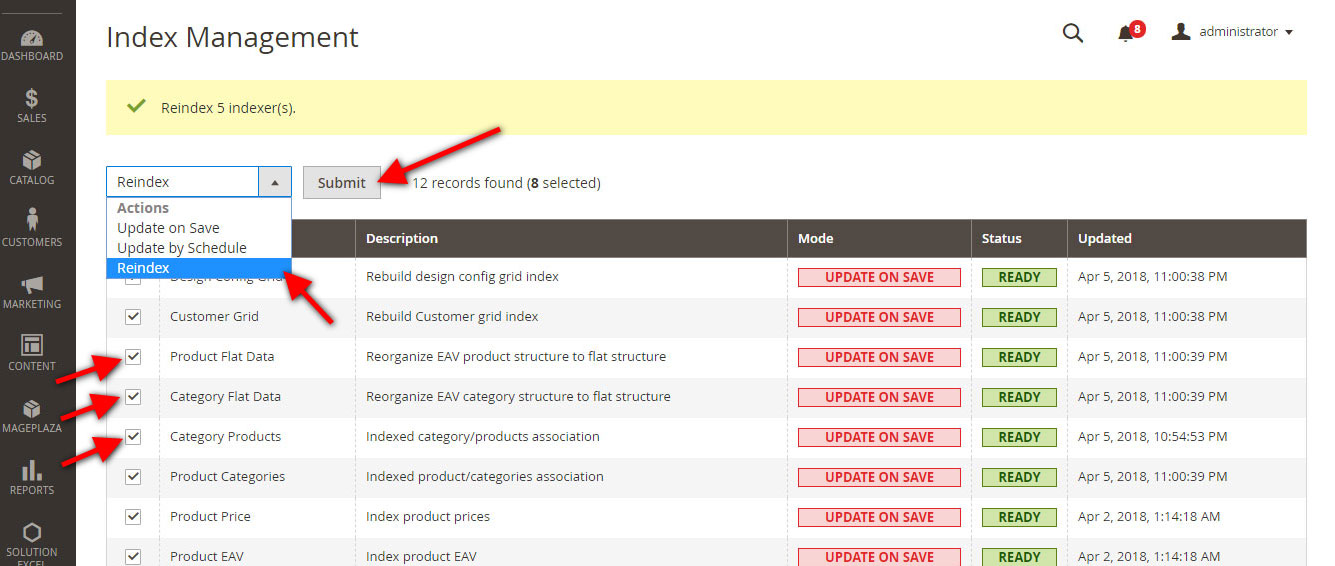 Index Management
8
administrator
DASHBOARD
SALES
CATALOG
CUSTOMERS
MARKETING
CONTENT
MAGEPLAZA
REPORTS
SOLUTION
EXCEL
Reindex 5 indexer(s).
Reindex
Submit
12 records found (8 selected)
Actions
Update on Save
Update by Schedule
Reindex
Description Mode Status Updated
Design Config Grid Rebuild design config grid index UPDATE ON SAVE READY Apr 5, 2018, 11:00:38 PM
Customer Grid Rebuild Customer grid index UPDATE ON SAVE READY Apr 5, 2018, 11:00:38 PM
Product Flat Data Reorganize EAV product structure to flat structure UPDATE ON SAVE READY Apr 5, 2018, 11:00:39 PM
Category Flat Data Reorganize EAV category structure to flat structure UPDATE ON SAVE READY Apr 5, 2018, 11:00:39 PM
Category Products Indexed category/products association UPDATE ON SAVE READY Apr 5, 2018, 10:54:53 PM
Product Categories Indexed product/categories association UPDATE ON SAVE READY Apr 5, 2018, 11:00:39 PM
Product Price Index product prices UPDATE ON SAVE READY Apr 2, 2018, 1:14:18 AM
Product EAV Index product EAV UPDATE ON SAVE READY Apr 2, 2018, 1:14:18 AM